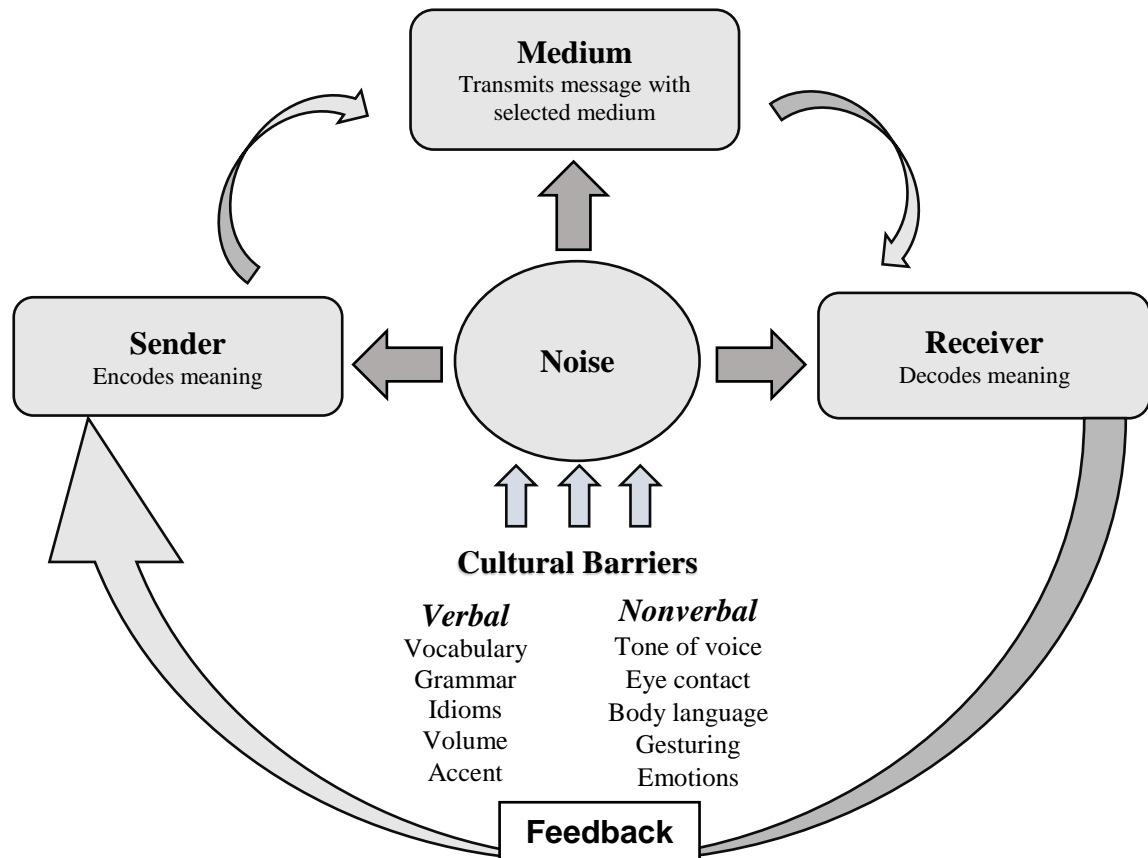 Medium
Transmits message with
selected medium
Sender
Encodes meaning
Noise
Receiver
Decodes meaning
Cultural Barriers
Verbal
Vocabulary
Grammar
Idioms
Volume
Accent
Nonverbal
Tone of voice
Eye contact
Body language
Gesturing
Emotions
Feedback